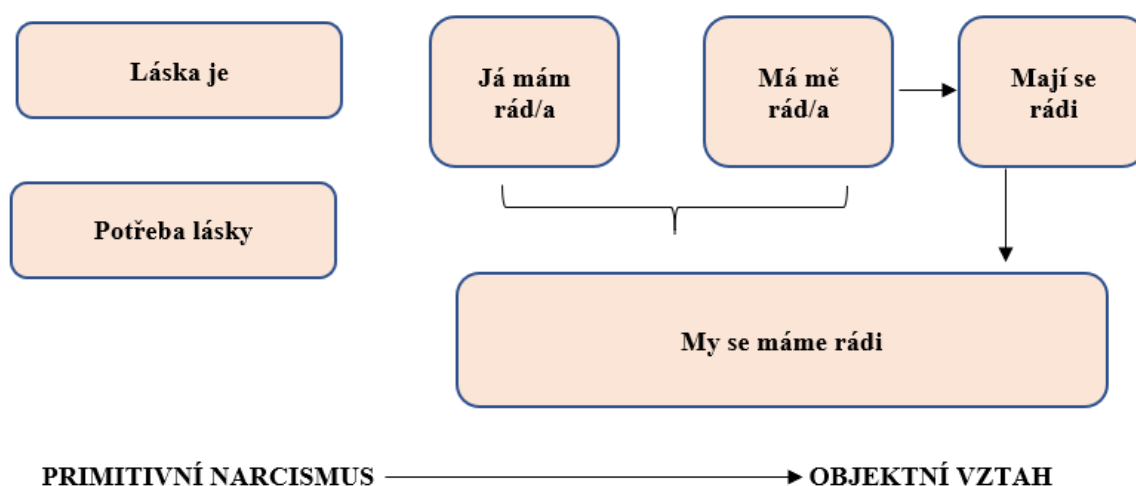 Láska je
Já mám
rád/a
Má mě
rád/a
Mají se
rádi
Potřeba lásky
My se máme rádi
PRIMITIVNÍ NARCISMUS
OBJEKTNÍ VZTAH